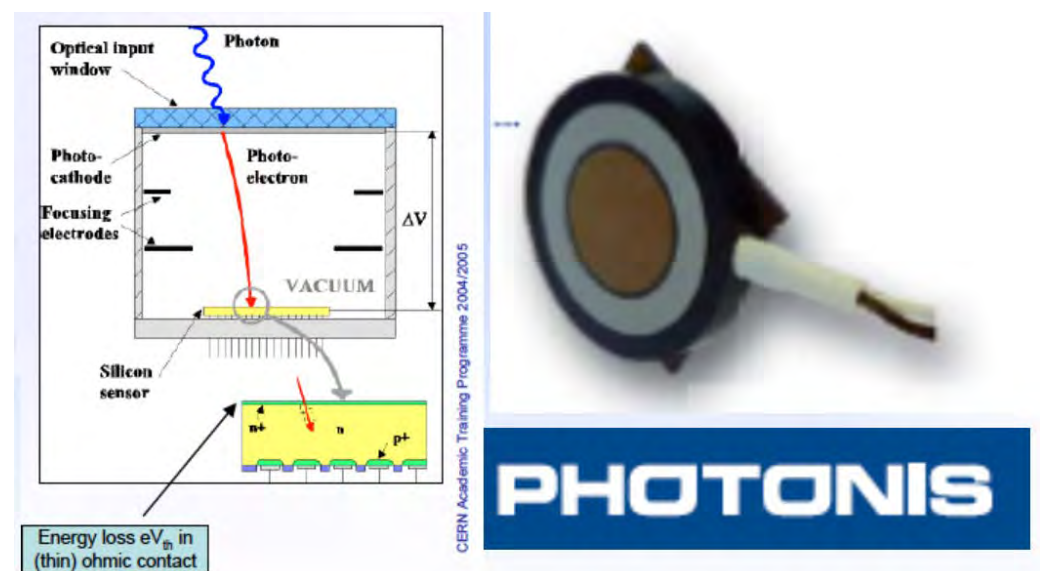 Optical input
window
Photon
Photo-
cathode
Photo-
electron
Focusing
electrodes
ΔV
VACUUM
Silicon
sensor
n+
n
p+
Energy loss eVth in
(thin) ohmic contact
CERN Academic Training Programme 2004/2005
PHOTONIS